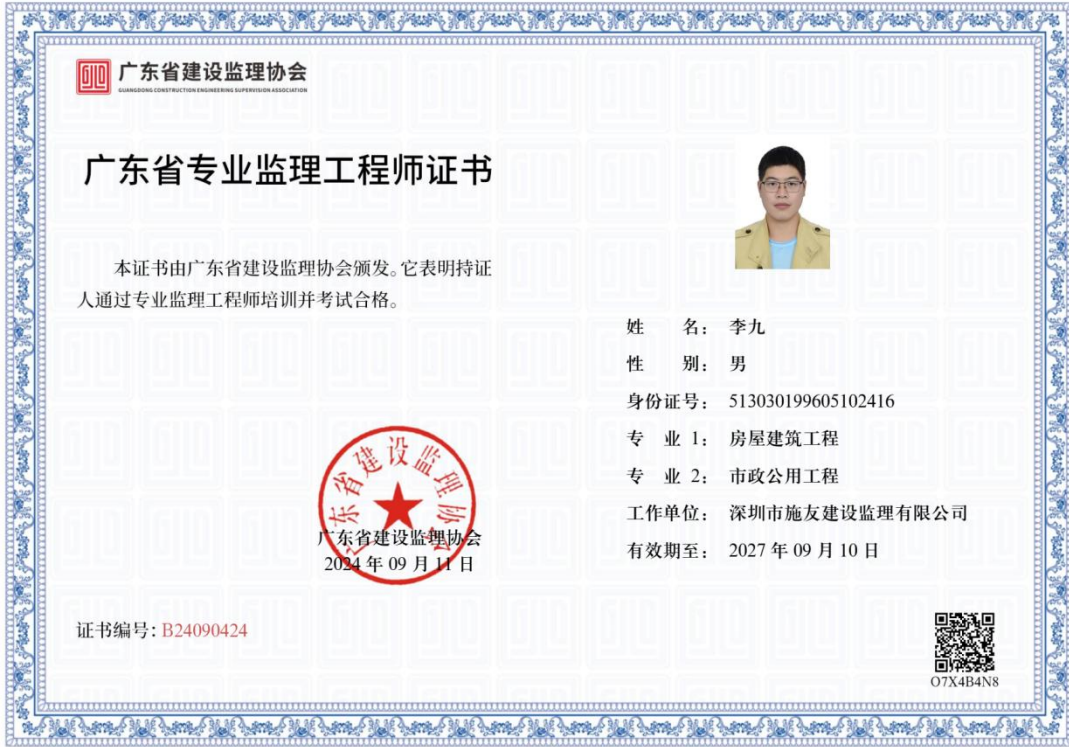 广东省建设监理协会
GUANGDONG CONSTRUCTION ENGINEERING SUPERVISION ASSOCIATION
广东省专业监理工程师证书
本证书由广东省建设监理协会颁发。它表明持证
人通过专业监理工程师培训并考试合格。
姓 名： 李九
性 别： 男
身份证号： 513030199605102416
专 业 1： 房屋建筑工程
专 业 2： 市政公用工程
工作单位： 深圳市施友建设监理有限公司
有效期至： 2027 年 09 月 10 日
广东省建设监理协会
广东省建设监理协会
2024 年 09 月 11 日
证书编号: B24090424
O7X4B4N8